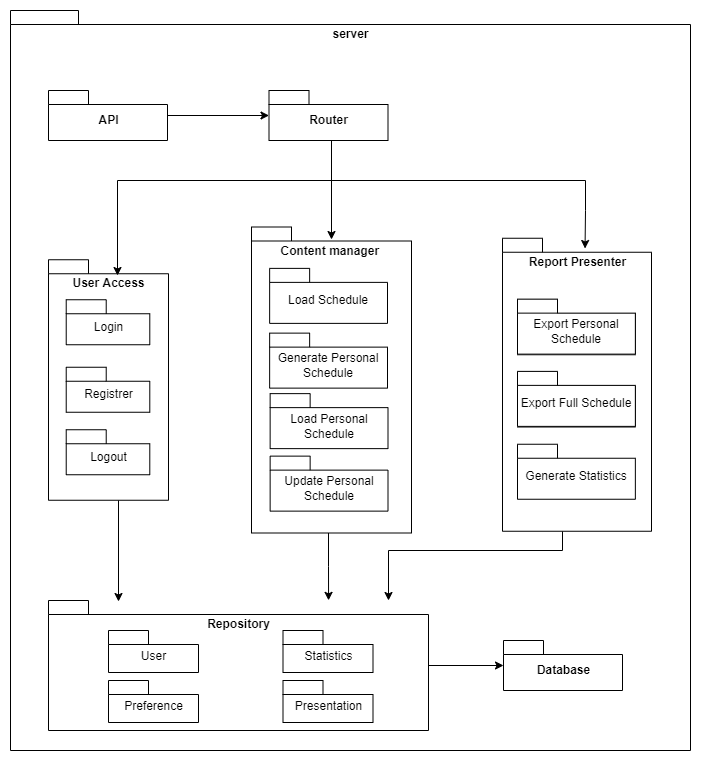 server
API
Router
User Access
Login
Registrer
Logout
Content manager
Load Schedule
Generate Personal
Schedule
Load Personal
Schedule
Update Personal
Schedule
Report Presenter
Export Personal
Schedule
Export Full Schedule
Generate Statistics
Repository
User
Statistics
Preference
Presentation
Database